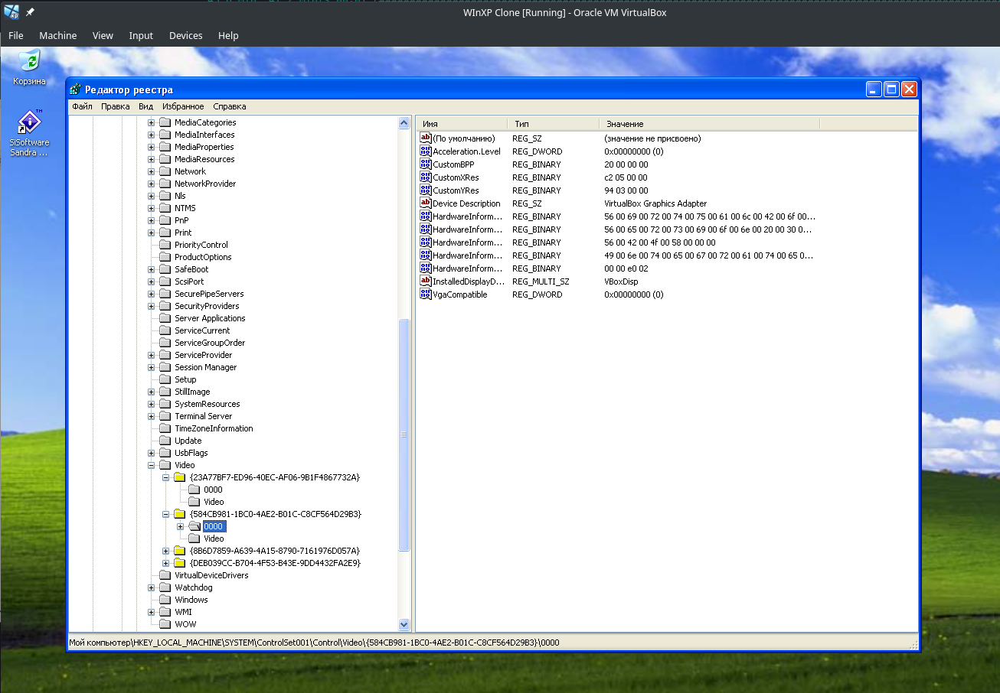 WInXP Clone [Running] - Oracle VM VirtualBox
File Machine View Input Devices Help
Корзина
SiSoftware
Sandra ...
Редактор реестра
Файл Правка Вид Избранное Справка
MediaCategories
MediaInterfaces
MediaProperties
MediaResources
Network
NetworkProvider
Nls
NTMS
PnP
Print
PriorityControl
ProductOptions
SafeBoot
ScsiPort
SecurePipeServers
SecurityProviders
Server Applications
ServiceCurrent
ServiceGroupOrder
ServiceProvider
Session Manager
Setup
StillImage
SystemResources
Terminal Server
TimeZoneInformation
Update
UsbFlags
Video
{23A77BF7-ED96-40EC-AF06-9B1F4867732A}
0000
Video
{584CB981-1BC0-4AE2-B01C-C8CF564D29B3}
0000
Video
{8B6D7859-A639-4A15-8790-7161976D057A}
{DEB039CC-B704-4F53-B43E-9DD4432FA2E9}
VirtualDeviceDrivers
Watchdog
Windows
WMI
WOW
Имя Тип Значение
(По умолчанию) REG_SZ (значение не присвоено)
Acceleration.Level REG_DWORD 0x00000000 (0)
CustomBPP REG_BINARY 20 00 00 00
CustomXRes REG_BINARY c2 05 00 00
CustomYRes REG_BINARY 94 03 00 00
Device Description REG_SZ VirtualBox Graphics Adapter
HardwareInform... REG_BINARY 56 00 69 00 72 00 74 00 75 00 61 00 6c 00 42 00 6f 00...
HardwareInform... REG_BINARY 56 00 65 00 72 00 73 00 69 00 6f 00 6e 00 20 00 30 0...
HardwareInform... REG_BINARY 56 00 42 00 4f 00 58 00 00 00
HardwareInform... REG_BINARY 49 00 6e 00 74 00 65 00 67 00 72 00 61 00 74 00 65 0...
HardwareInform... REG_BINARY 00 00 e0 02
InstalledDisplayD... REG_MULTI_SZ VBoxDisp
VgaCompatible REG_DWORD 0x00000000 (0)
Мой компьютер\HKEY_LOCAL_MACHINE\SYSTEM\ControlSet001\Control\Video\{584CB981-1BC0-4AE2-B01C-C8CF564D29B3}\0000